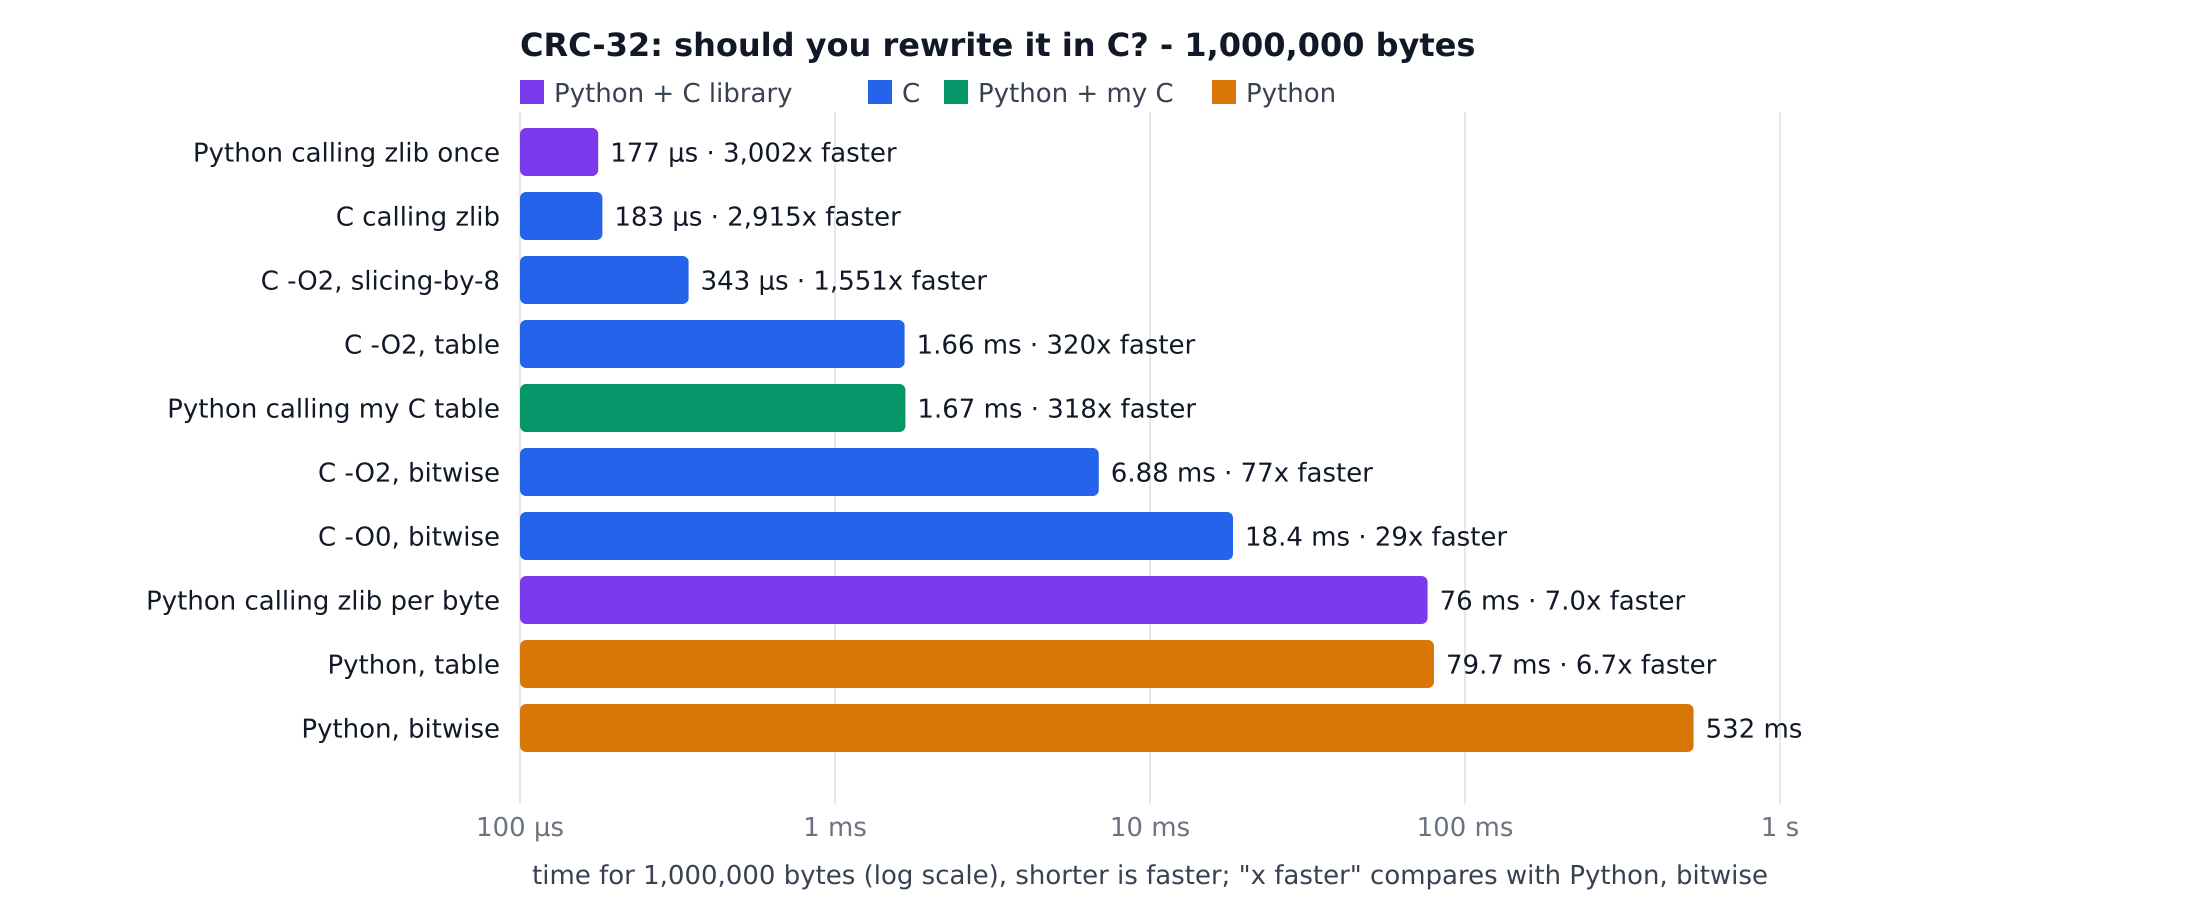 CRC-32: should you rewrite it in C? - 1,000,000 bytes
Python + C library C Python + my C Python
Python calling zlib once 177 µs · 3,002x faster
C calling zlib 183 µs · 2,915x faster
C -O2, slicing-by-8 343 µs · 1,551x faster
C -O2, table 1.66 ms · 320x faster
Python calling my C table 1.67 ms · 318x faster
C -O2, bitwise 6.88 ms · 77x faster
C -O0, bitwise 18.4 ms · 29x faster
Python calling zlib per byte 76 ms · 7.0x faster
Python, table 79.7 ms · 6.7x faster
Python, bitwise 532 ms
100 µs 1 ms 10 ms 100 ms 1 s
time for 1,000,000 bytes (log scale), shorter is faster; "x faster" compares with Python, bitwise